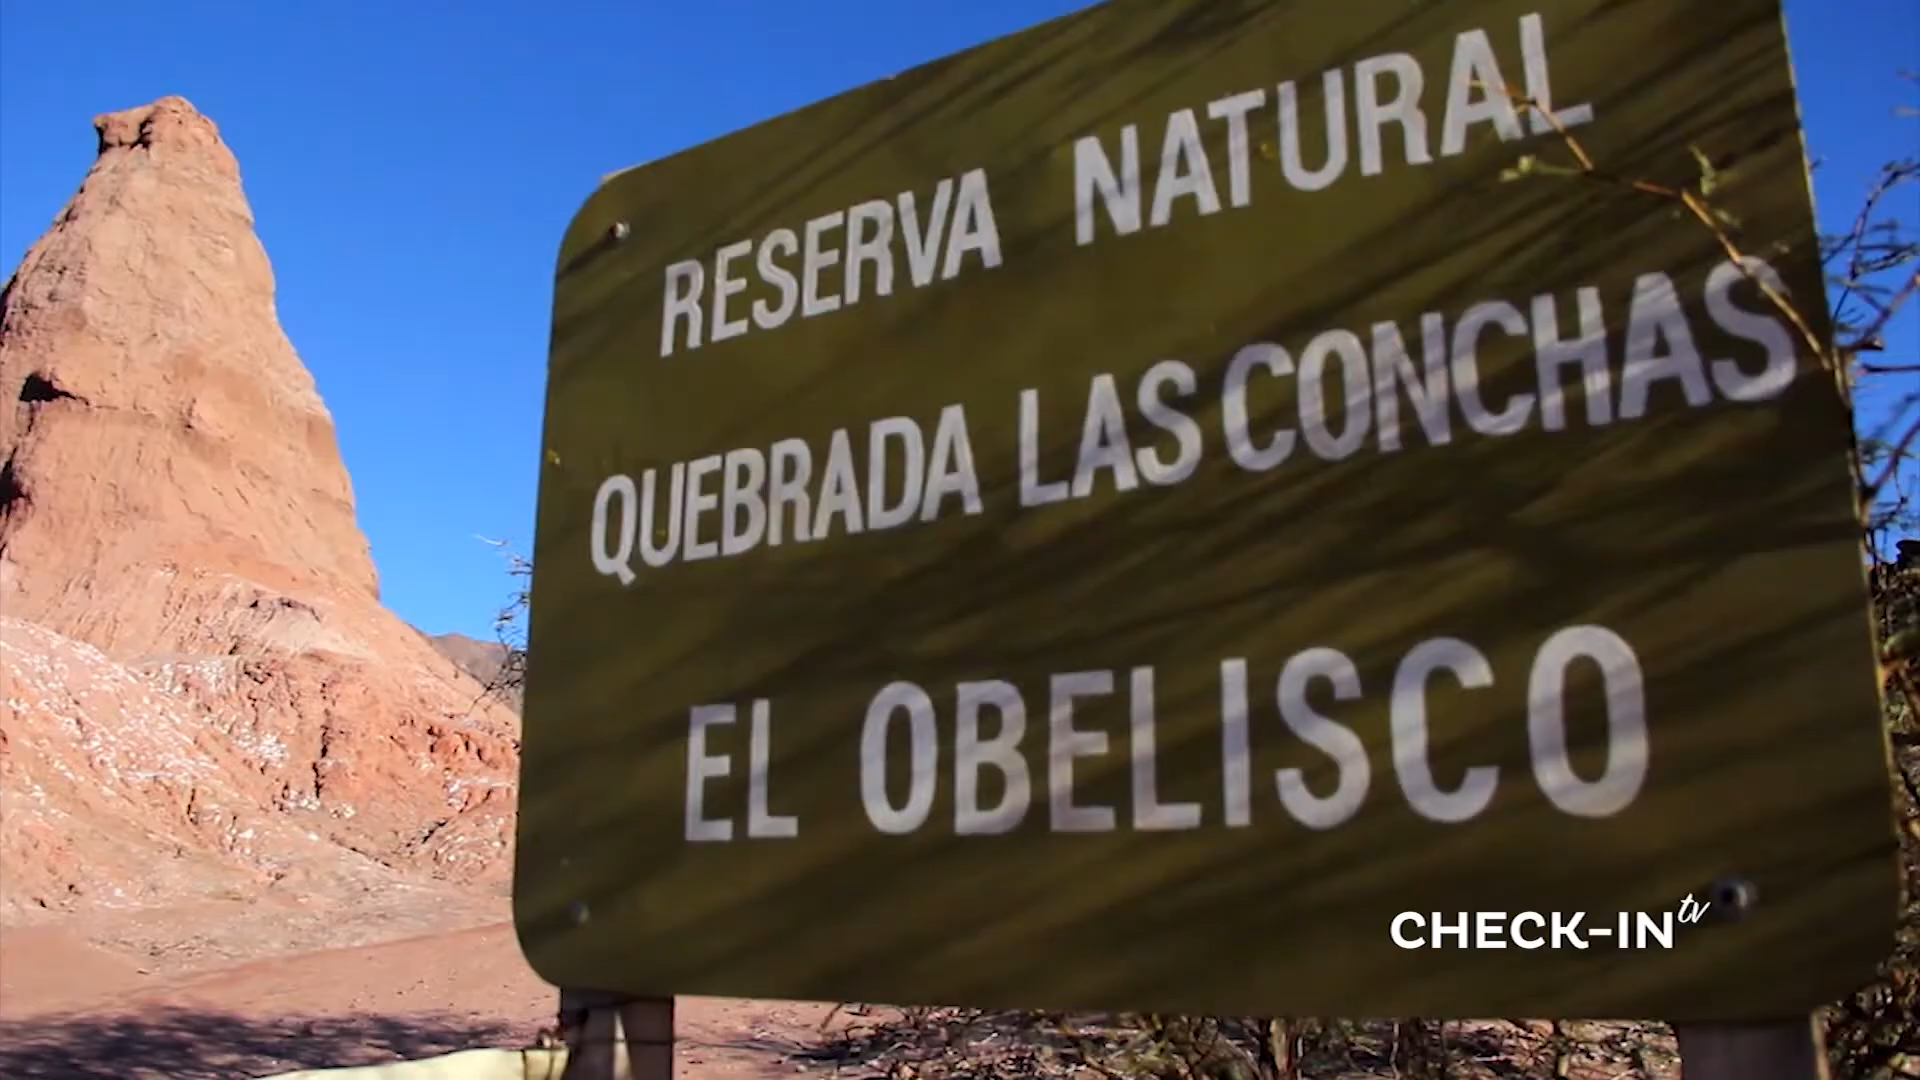 RESERVA NATURAL
QUEBRADA LAS CONCHAS
EL OBELISCO
CHECK-IN tv